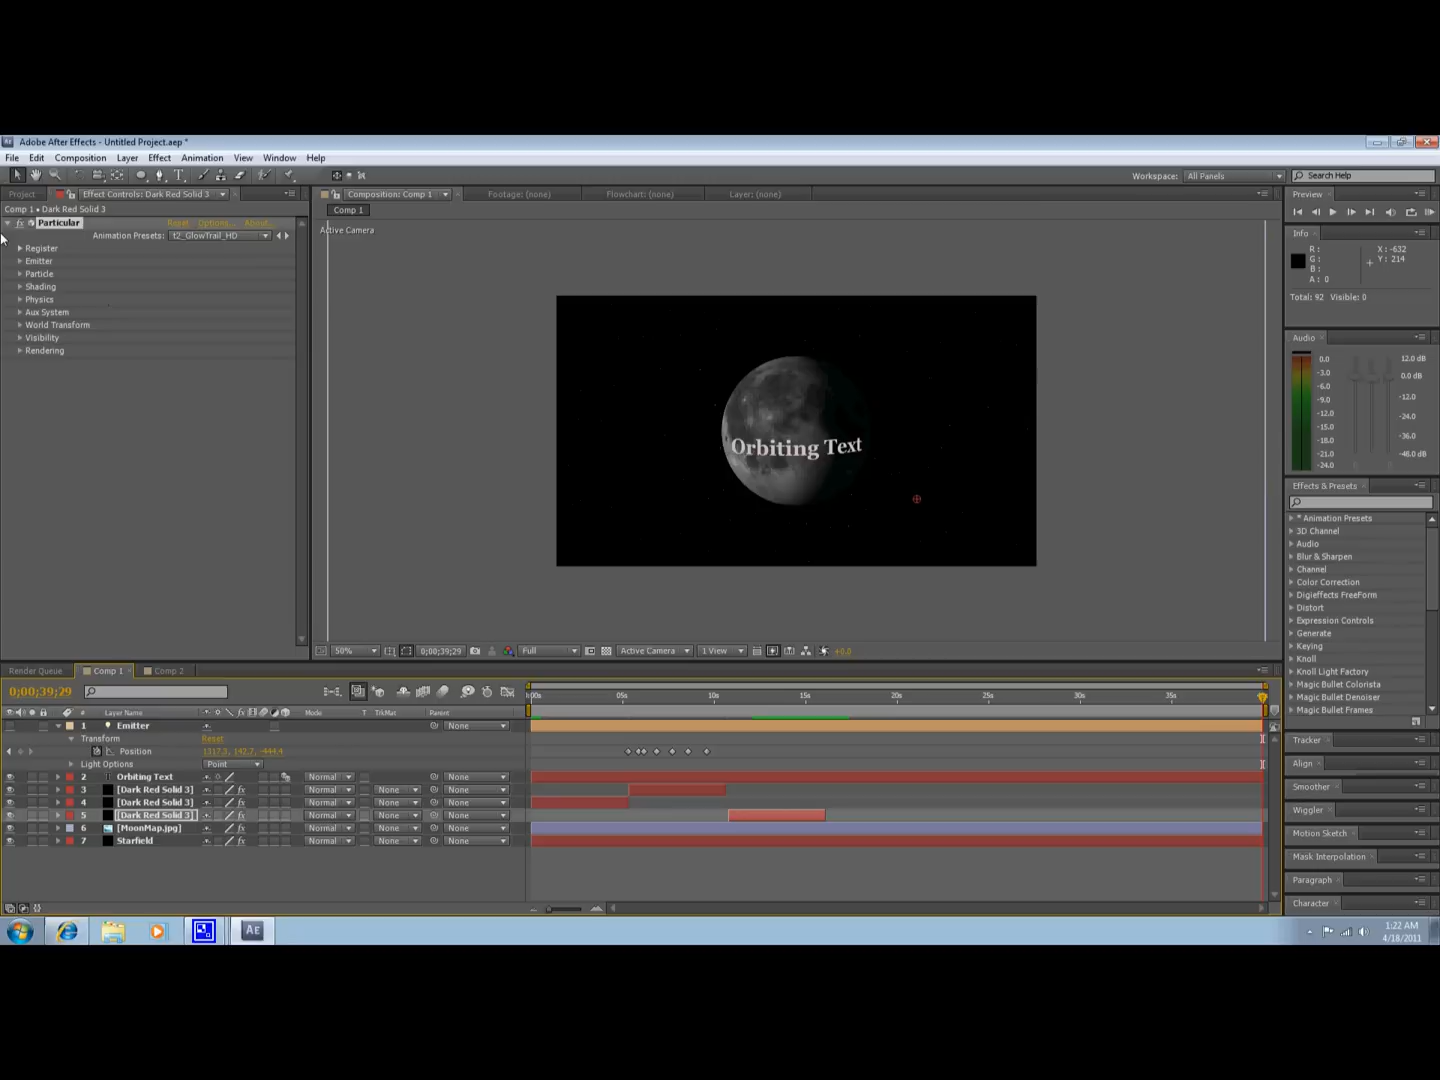 Adobe After Effects - Untitled Project.aep *
File Edit Composition Layer Effect Animation View Window Help
Workspace: All Panels Search Help
Project Effect Controls: Dark Red Solid 3 Composition: Comp 1 Footage: (none) Flowchart: (none) Layer: (none) Preview
Comp 1 • Dark Red Solid 3 Comp 1
Particular Reset Options... About...
Animation Presets: t2_GlowTrail_HD
Active Camera
Register
Emitter
Particle
Shading
Physics
Aux System
World Transform
Visibility
Rendering
Orbiting Text
Info
R: X: -632
G: Y: 214
B:
A: 0
Total: 92 Visible: 0
Audio
0.0 12.0 dB
-3.0 0.0 dB
-6.0
-9.0 -12.0
-12.0
-15.0 -24.0
-18.0 -36.0
-21.0 -48.0 dB
-24.0
Effects & Presets
* Animation Presets
3D Channel
Audio
Blur & Sharpen
Channel
Color Correction
Digieffects FreeForm
Distort
Expression Controls
Generate
Keying
Knoll
Knoll Light Factory
Magic Bullet Colorista
Magic Bullet Denoiser
Magic Bullet Frames
Tracker
Align
Smoother
Wiggler
Motion Sketch
Mask Interpolation
Paragraph
Character
50% 0;00;39;29 Full Active Camera 1 View +0.0
Render Queue Comp 1 Comp 2
0;00;39;29
# Layer Name Mode T TrkMat Parent
05s 10s 15s 20s 25s 30s 35s
1 Emitter None
Transform Reset
Position 1317.3, 142.7, -444.4
Light Options Point
2 Orbiting Text Normal None
3 [Dark Red Solid 3] Normal None None
4 [Dark Red Solid 3] Normal None None
5 [Dark Red Solid 3] Normal None None
6 [MoonMap.jpg] Normal None None
7 Starfield Normal None None
1:22 AM
4/18/2011